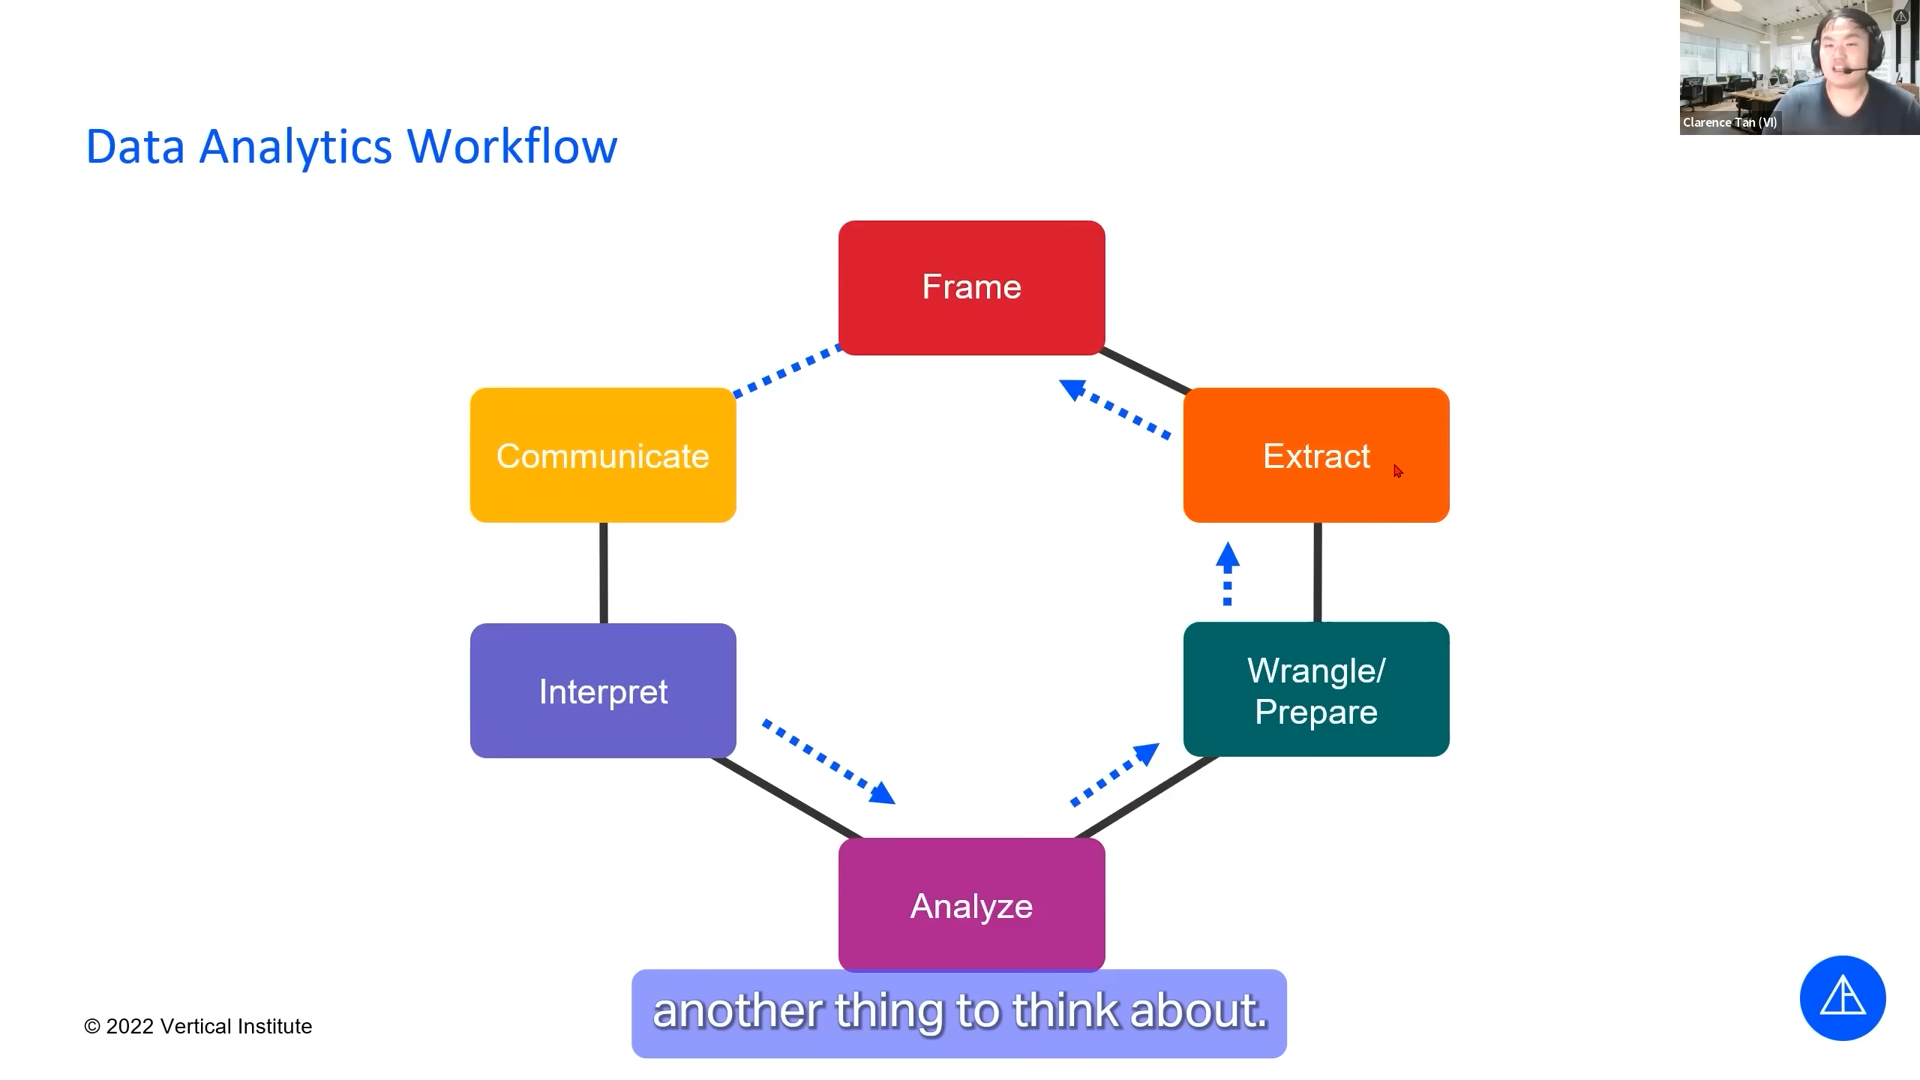 Clarence Tan (VI)
Data Analytics Workflow
Frame
Communicate
Extract
Interpret
Wrangle/
Prepare
Analyze
another thing to think about.
© 2022 Vertical Institute